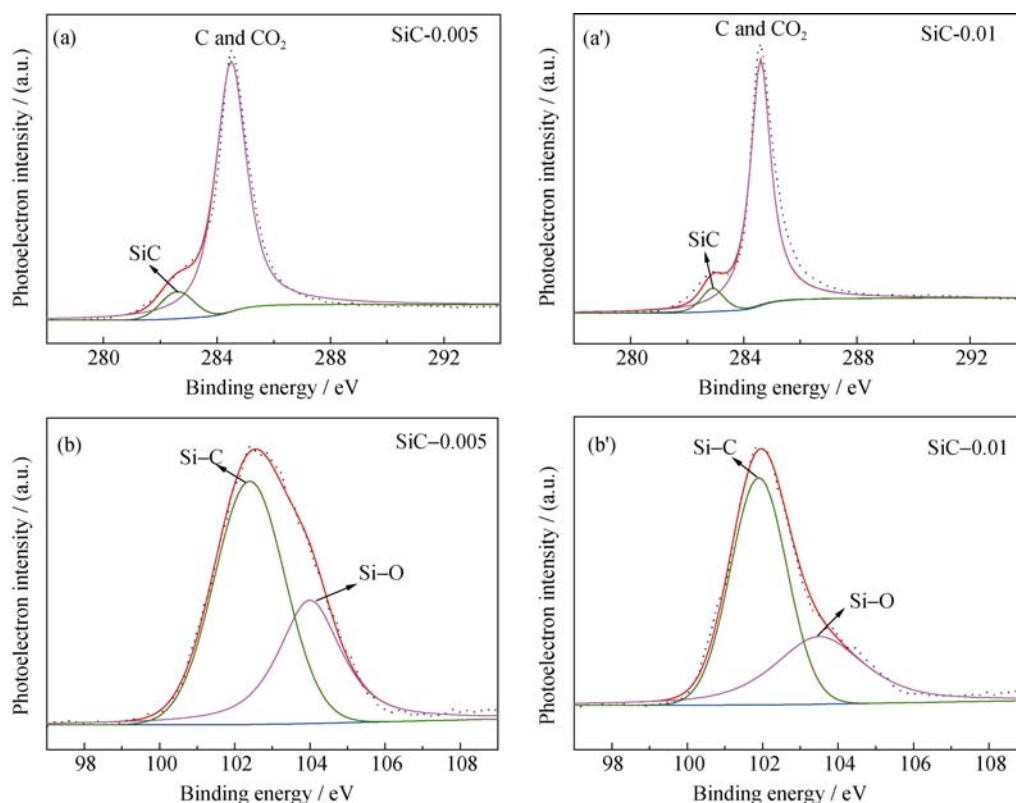 (a)
C and CO₂
SiC-0.005
SiC
Photoelectron intensity / (a.u.)
280 284 288 292
Binding energy / eV
(a')
C and CO₂
SiC-0.01
SiC
Photoelectron intensity / (a.u.)
280 284 288 292
Binding energy / eV
(b)
SiC−0.005
Si−C
Si−O
Photoelectron intensity / (a.u.)
98 100 102 104 106 108
Binding energy / eV
(b')
SiC−0.01
Si−C
Si−O
Photoelectron intensity / (a.u.)
98 100 102 104 106 108
Binding energy / eV